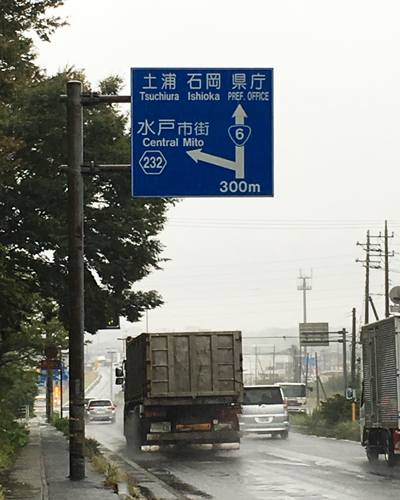 土浦 石岡 県庁
Tsuchiura Ishioka PREF. OFFICE
水戸市街
Central Mito
6
232
300m